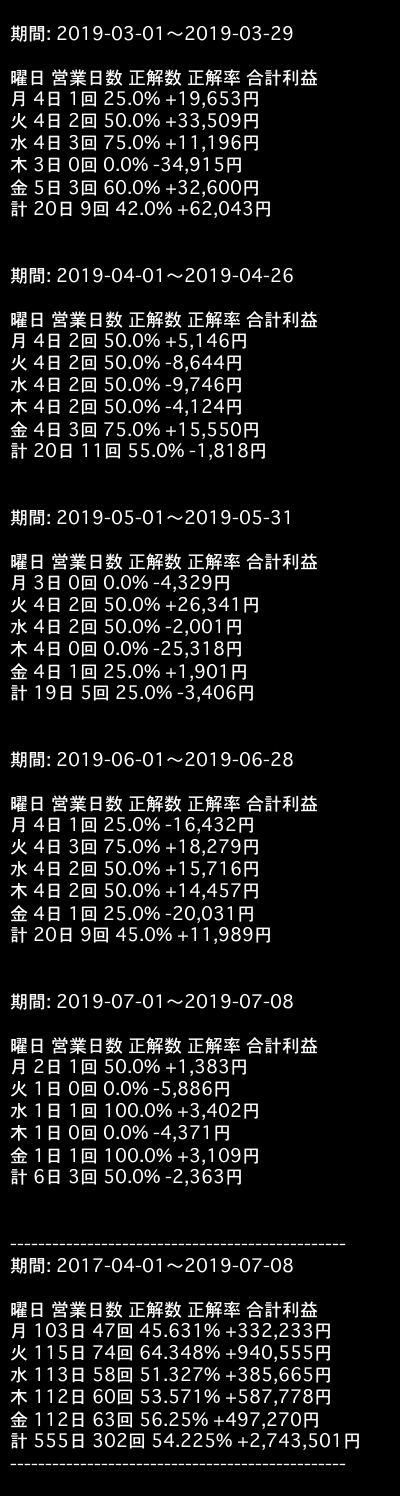 期間: 2019-03-01〜2019-03-29
曜日 営業日数 正解数 正解率 合計利益
月 4日 1回 25.0% +19,653円
火 4日 2回 50.0% +33,509円
水 4日 3回 75.0% +11,196円
木 3日 0回 0.0% -34,915円
金 5日 3回 60.0% +32,600円
計 20日 9回 42.0% +62,043円
期間: 2019-04-01〜2019-04-26
曜日 営業日数 正解数 正解率 合計利益
月 4日 2回 50.0% +5,146円
火 4日 2回 50.0% -8,644円
水 4日 2回 50.0% -9,746円
木 4日 2回 50.0% -4,124円
金 4日 3回 75.0% +15,550円
計 20日 11回 55.0% -1,818円
期間: 2019-05-01〜2019-05-31
曜日 営業日数 正解数 正解率 合計利益
月 3日 0回 0.0% -4,329円
火 4日 2回 50.0% +26,341円
水 4日 2回 50.0% -2,001円
木 4日 0回 0.0% -25,318円
金 4日 1回 25.0% +1,901円
計 19日 5回 25.0% -3,406円
期間: 2019-06-01〜2019-06-28
曜日 営業日数 正解数 正解率 合計利益
月 4日 1回 25.0% -16,432円
火 4日 3回 75.0% +18,279円
水 4日 2回 50.0% +15,716円
木 4日 2回 50.0% +14,457円
金 4日 1回 25.0% -20,031円
計 20日 9回 45.0% +11,989円
期間: 2019-07-01〜2019-07-08
曜日 営業日数 正解数 正解率 合計利益
月 2日 1回 50.0% +1,383円
火 1日 0回 0.0% -5,886円
水 1日 1回 100.0% +3,402円
木 1日 0回 0.0% -4,371円
金 1日 1回 100.0% +3,109円
計 6日 3回 50.0% -2,363円
------------------------------------------------
期間: 2017-04-01〜2019-07-08
曜日 営業日数 正解数 正解率 合計利益
月 103日 47回 45.631% +332,233円
火 115日 74回 64.348% +940,555円
水 113日 58回 51.327% +385,665円
木 112日 60回 53.571% +587,778円
金 112日 63回 56.25% +497,270円
計 555日 302回 54.225% +2,743,501円
------------------------------------------------